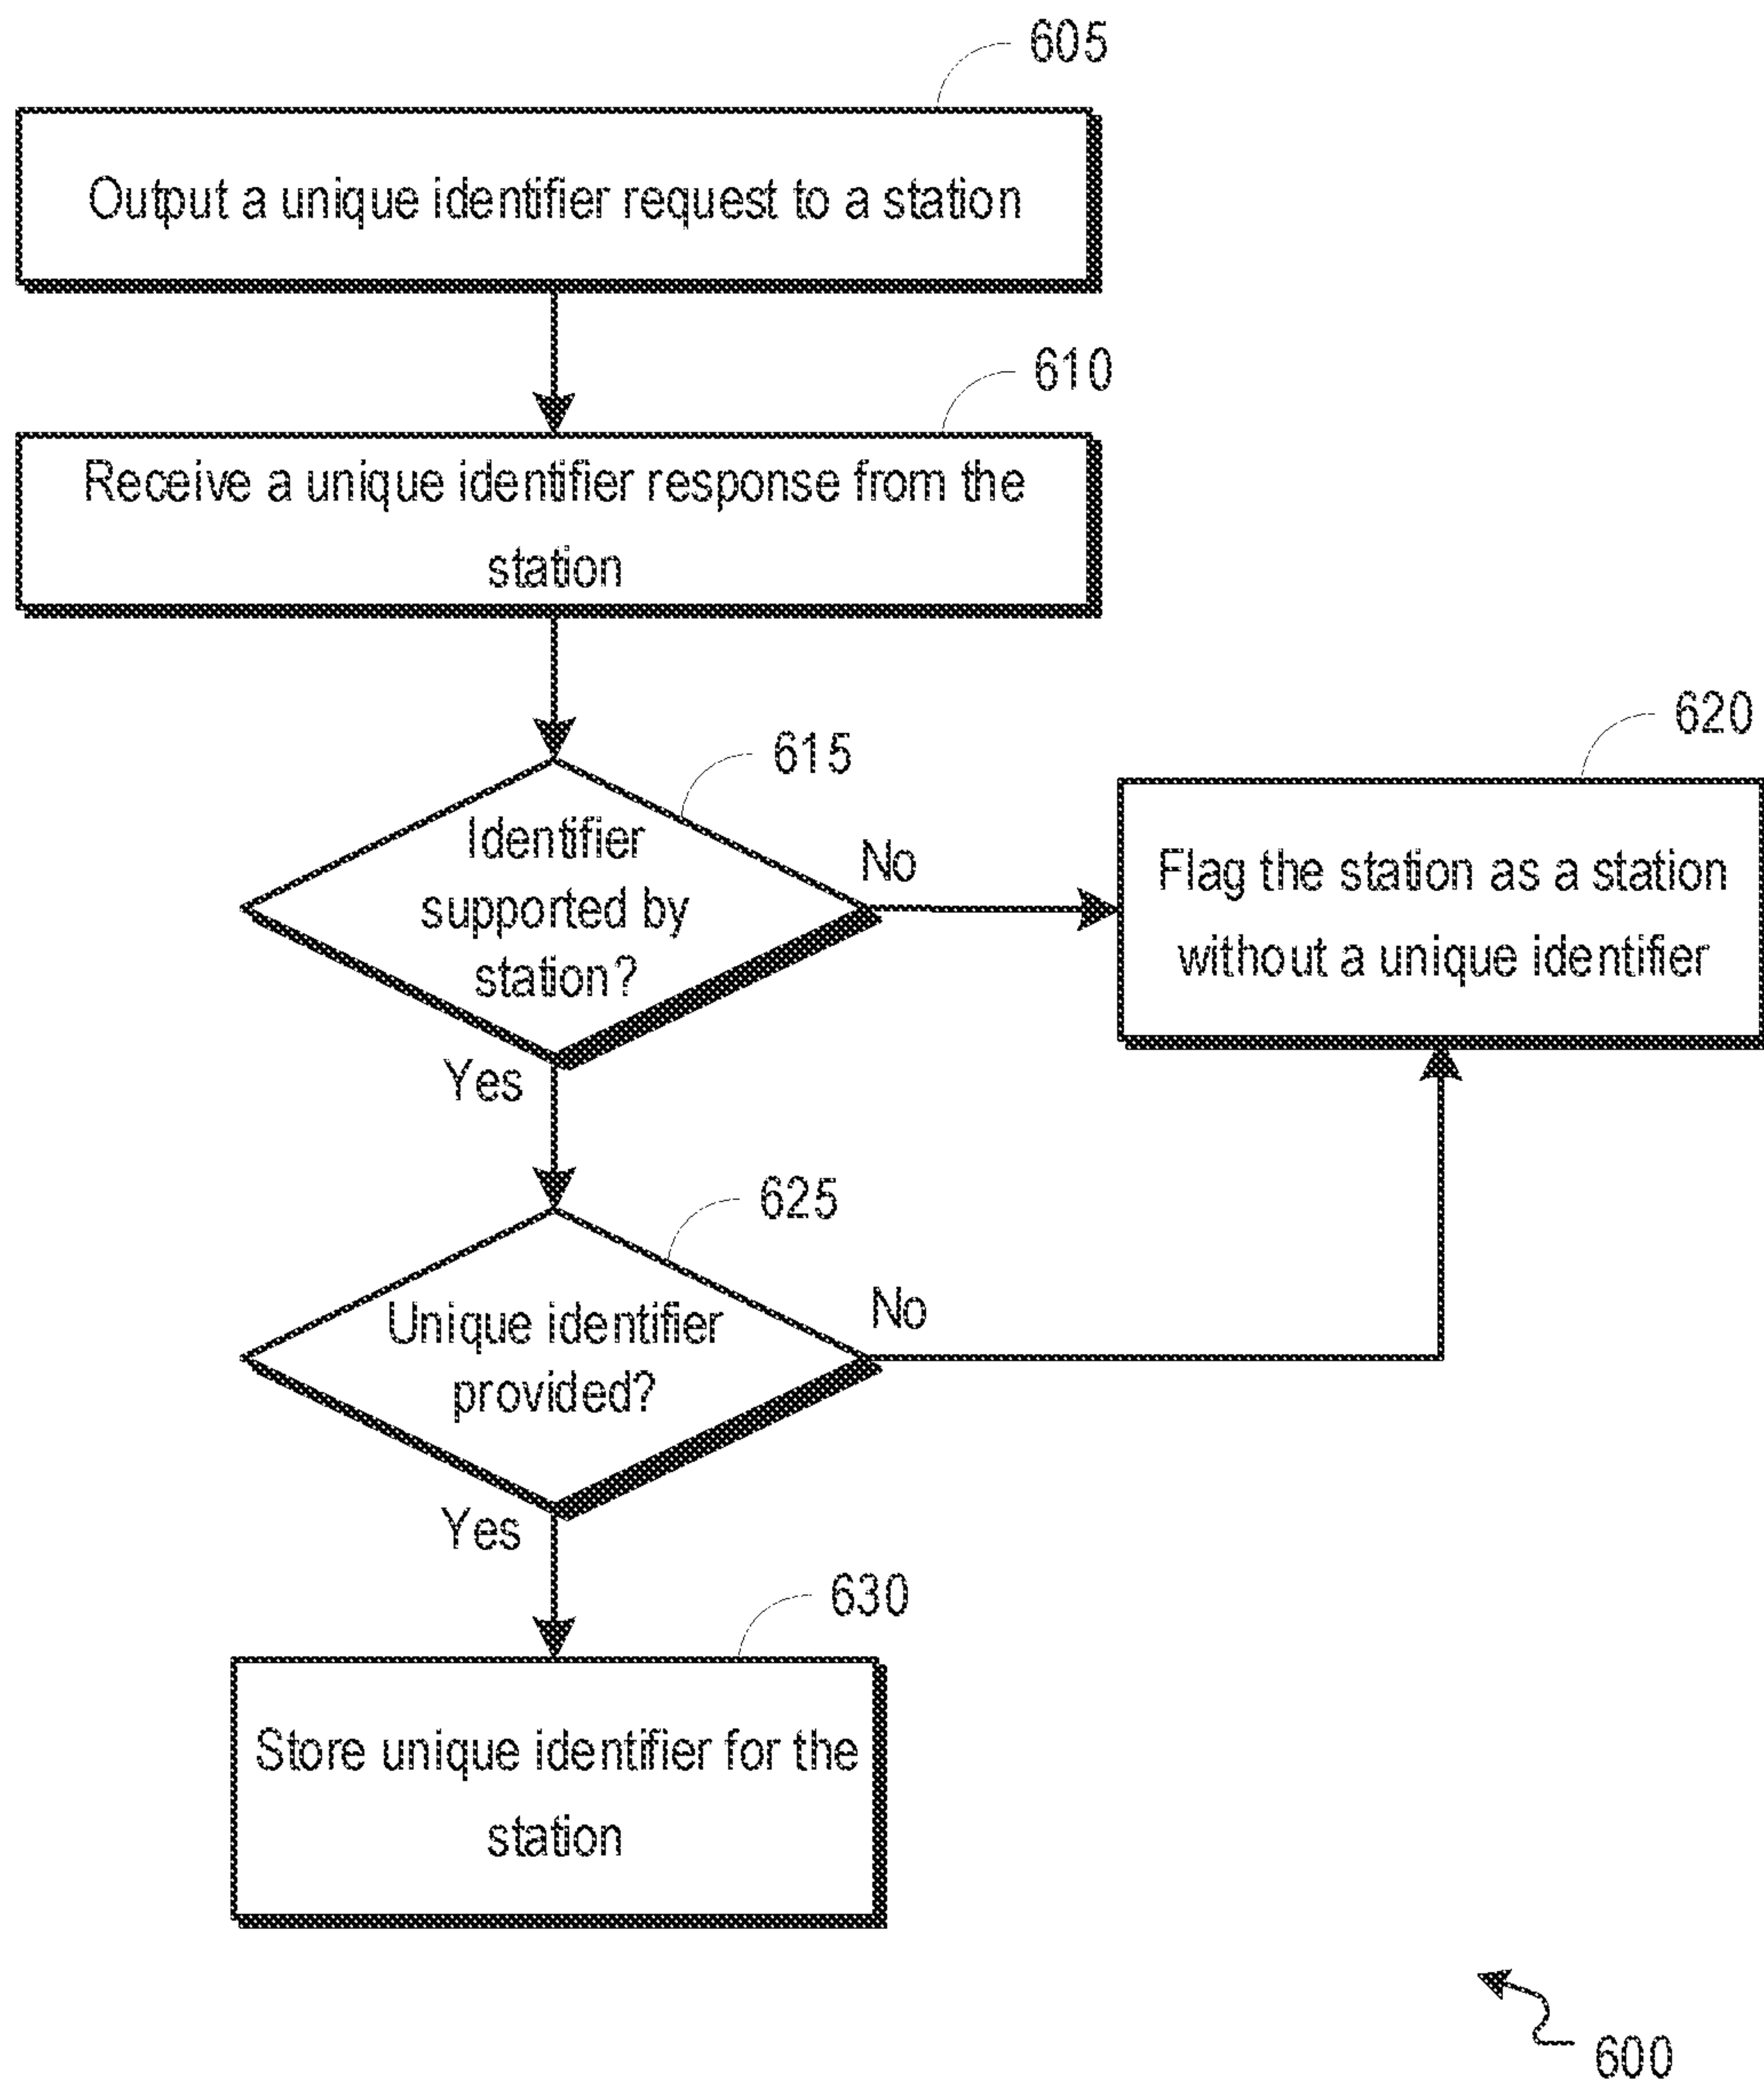 605
Output a unique identifier request to a station
610
Receive a unique identifier response from the
station
615
Identifier
supported by
station?
No
620
Flag the station as a station
without a unique identifier
Yes
625
Unique identifier
provided?
No
Yes
630
Store unique identifier for the
station
600